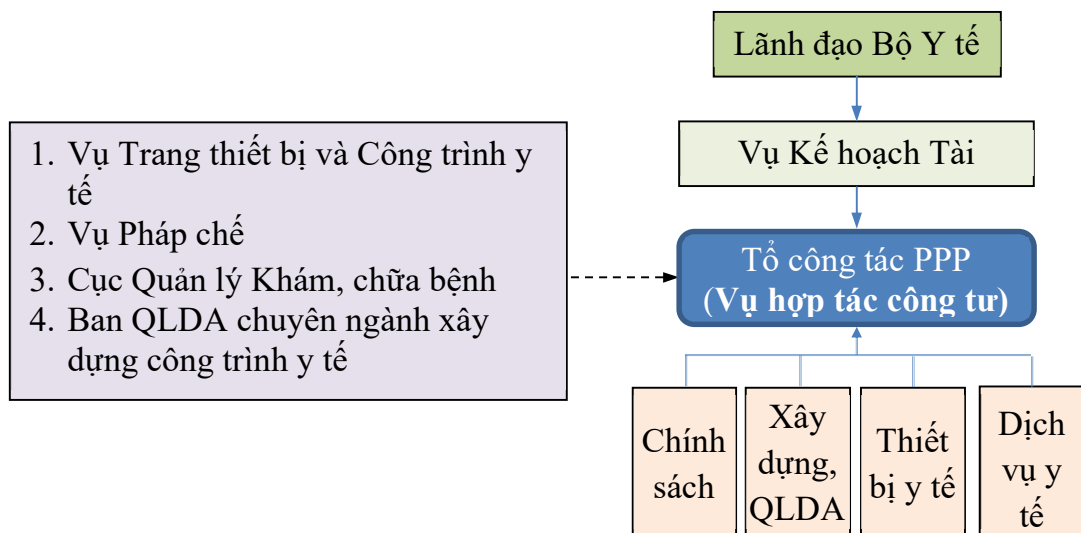 Lãnh đạo Bộ Y tế
Vụ Kế hoạch Tài
1. Vụ Trang thiết bị và Công trình y
tế
2. Vụ Pháp chế
3. Cục Quản lý Khám, chữa bệnh
4. Ban QLDA chuyên ngành xây
dựng công trình y tế
Tổ công tác PPP
(Vụ hợp tác công tư)
Chính
sách
Xây
dựng,
QLDA
Thiết
bị y tế
Dịch
vụ y
tế